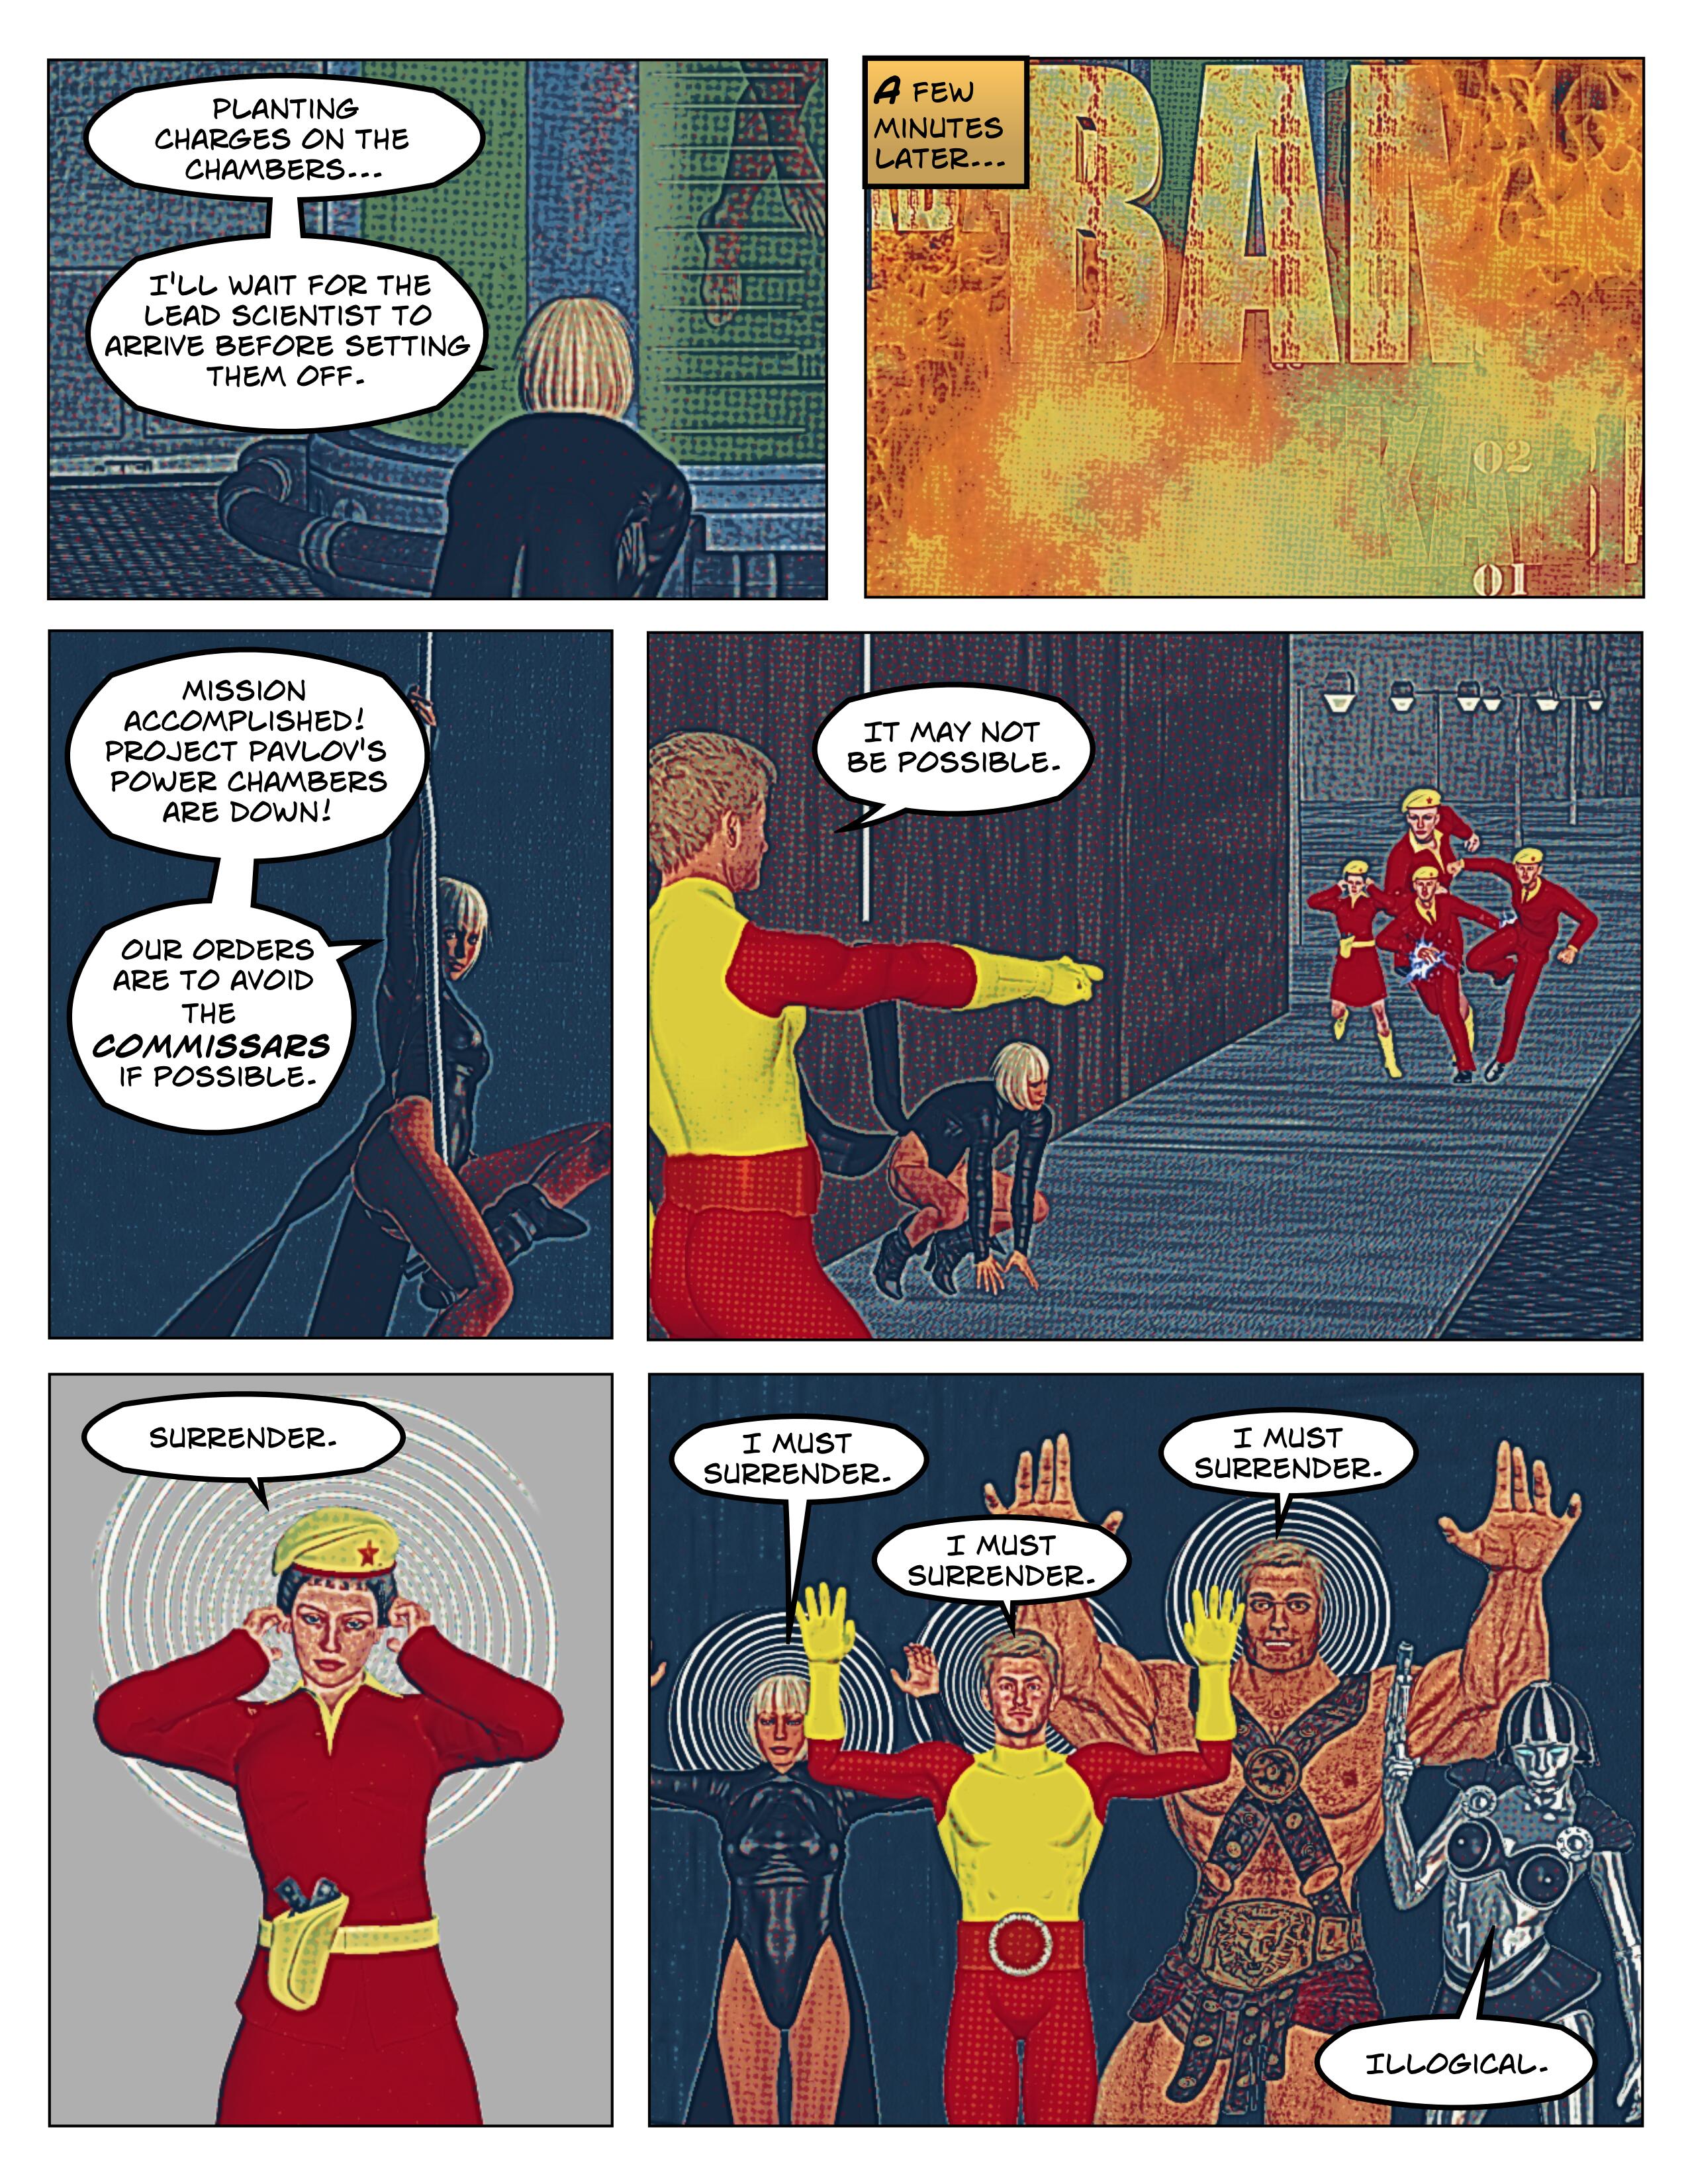 PLANTING
CHARGES ON THE
CHAMBERS...
I'LL WAIT FOR THE
LEAD SCIENTIST TO
ARRIVE BEFORE SETTING
THEM OFF.
A FEW
MINUTES
LATER...
BAM
02
01
MISSION
ACCOMPLISHED!
PROJECT PAVLOV'S
POWER CHAMBERS
ARE DOWN!
OUR ORDERS
ARE TO AVOID
THE
COMMISSARS
IF POSSIBLE.
IT MAY NOT
BE POSSIBLE.
SURRENDER.
I MUST
SURRENDER.
I MUST
SURRENDER.
I MUST
SURRENDER.
ILLOGICAL.